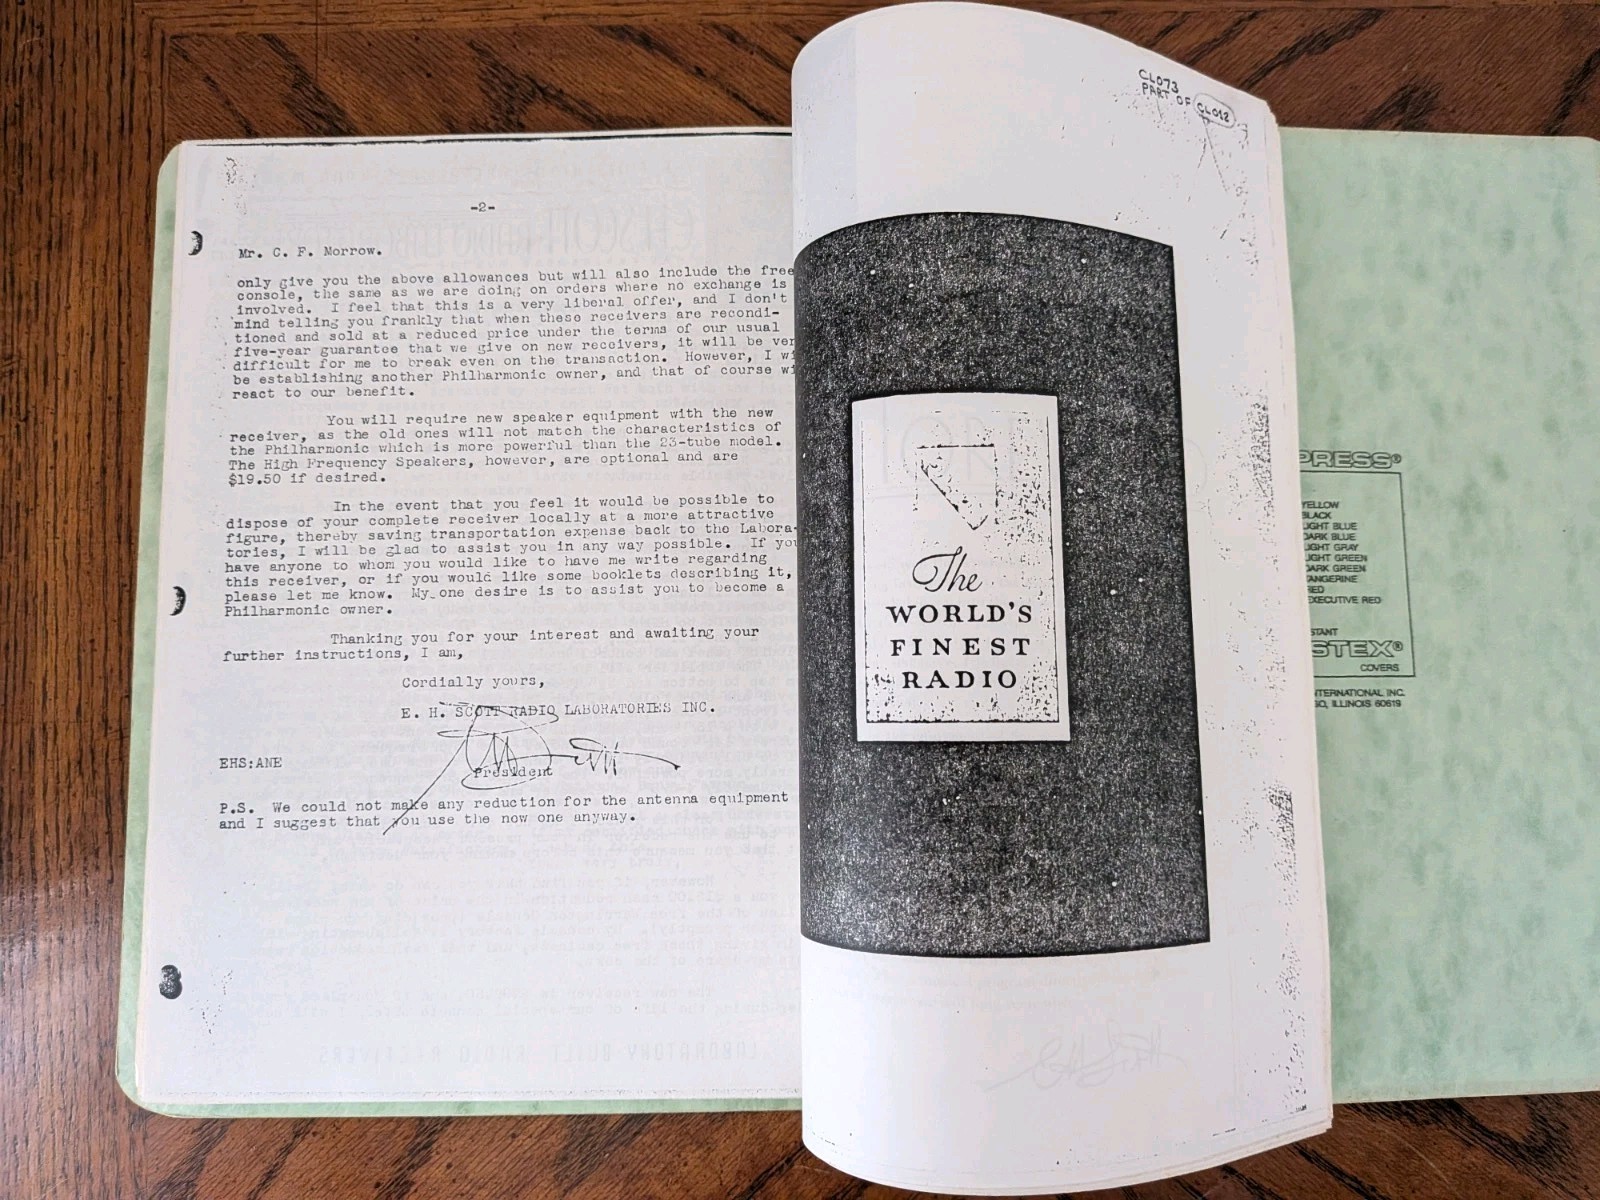 -2-
Mr. C. F. Morrow.
only give you the above allowances but will also include the free
console, the same as we are doing on orders where no exchange is
involved. I feel that this is a very liberal offer, and I don't
mind telling you frankly that when these receivers are recondi-
tioned and sold at a reduced price under the terms of our usual
five-year guarantee that we give on new receivers, it will be ver
difficult for me to break even on the transaction. However, I wi
be establishing another Philharmonic owner, and that of course wi
react to our benefit.
You will require new speaker equipment with the new
receiver, as the old ones will not match the characteristics of
the Philharmonic which is more powerful than the 23-tube model.
The High Frequency Speakers, however, are optional and are
$19.50 if desired.
In the event that you feel it would be possible to
dispose of your complete receiver locally at a more attractive
figure, thereby saving transportation expense back to the Labora-
tories, I will be glad to assist you in any way possible. If you
have anyone to whom you would like to have me write regarding
this receiver, or if you would like some booklets describing it,
please let me know. My one desire is to assist you to become a
Philharmonic owner.
Thanking you for your interest and awaiting your
further instructions, I am,
Cordially yours,
E. H. SCOTT RADIO LABORATORIES INC.
President
EHS:ANE
P.S. We could not make any reduction for the antenna equipment
and I suggest that you use the now one anyway.
CL073
PART OF CL012
The
WORLD'S
FINEST
RADIO
PRESS®
YELLOW
BLACK
LIGHT BLUE
DARK BLUE
LIGHT GRAY
LIGHT GREEN
DARK GREEN
TANGERINE
RED
EXECUTIVE RED
STANT
STEX®
COVERS
NTERNATIONAL INC.
GO, ILLINOIS 60619